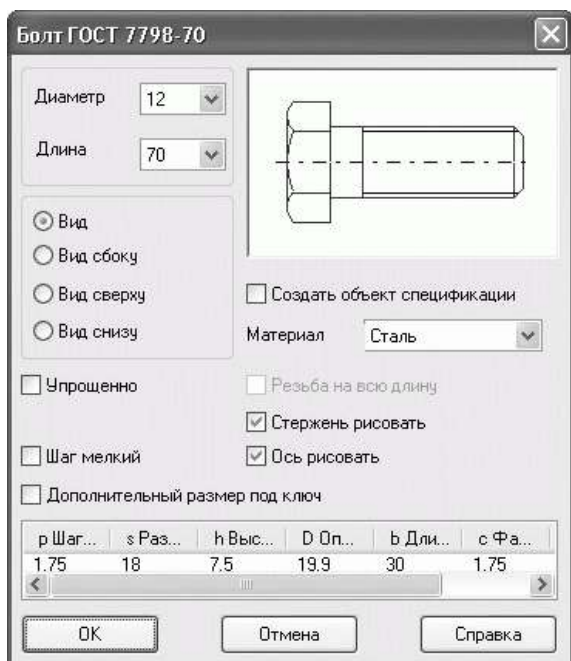 Болт ГОСТ 7798-70
Диаметр 12
Длина 70
Вид
Вид сбоку
Вид сверху
Вид снизу
Создать объект спецификации
Материал Сталь
Упрощенно
Резьба на всю длину
Стержень рисовать
Шаг мелкий
Ось рисовать
Дополнительный размер под ключ
p Шаг... s Раз... h Выс... D Оп... b Дли... c Фа...
1.75 18 7.5 19.9 30 1.75
OK Отмена Справка